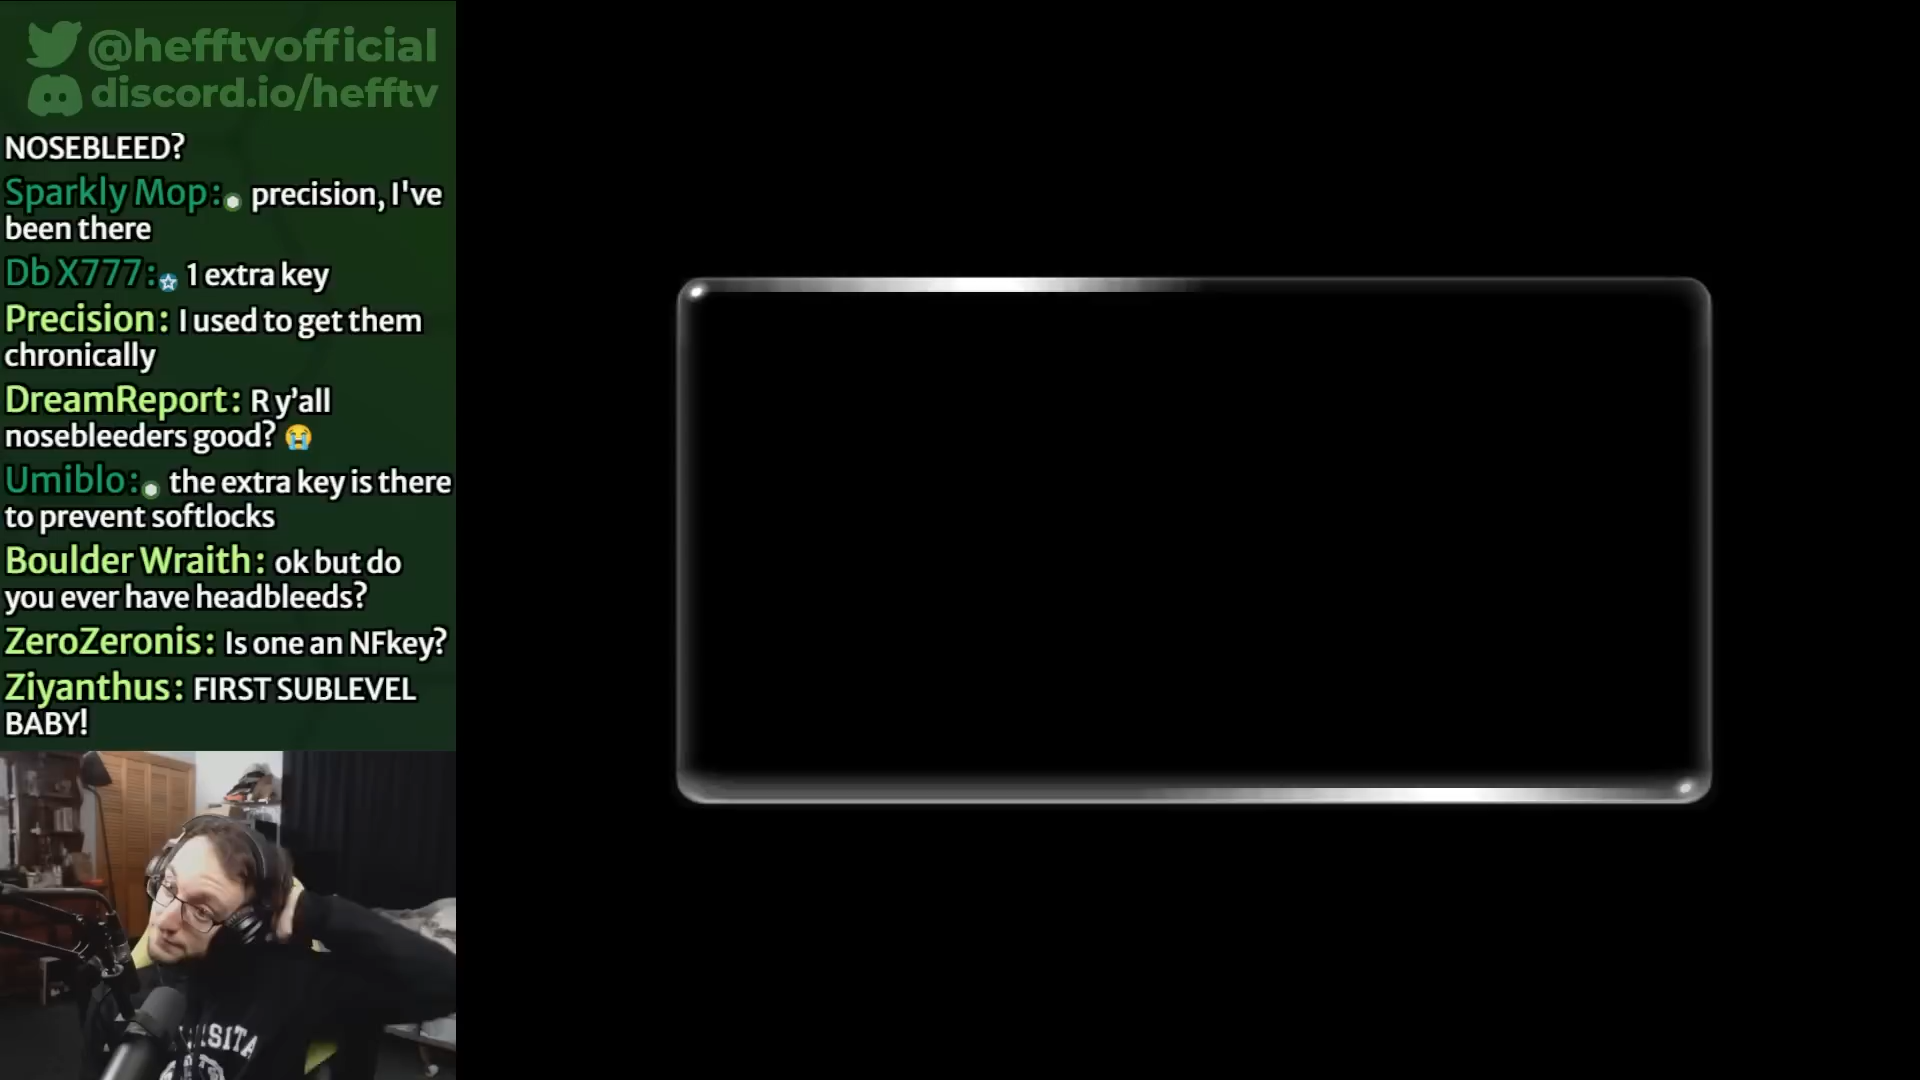 @hefftvofficial
discord.io/hefftv
NOSEBLEED?
Sparkly Mop: precision, I've
been there
Db X777: 1 extra key
Precision: I used to get them
chronically
DreamReport: R y’all
nosebleeders good? 😭
Umiblo: the extra key is there
to prevent softlocks
Boulder Wraith: ok but do
you ever have headbleeds?
ZeroZeronis: Is one an NFkey?
Ziyanthus: FIRST SUBLEVEL
BABY!